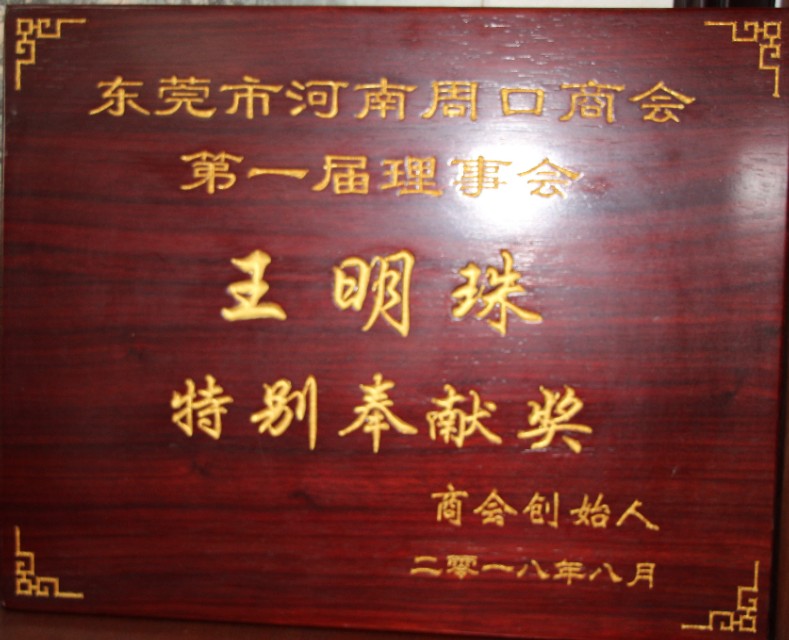 东莞市河南周口商会
第一届理事会
王明珠
特别奉献奖
商会创始人
二零一八年八月